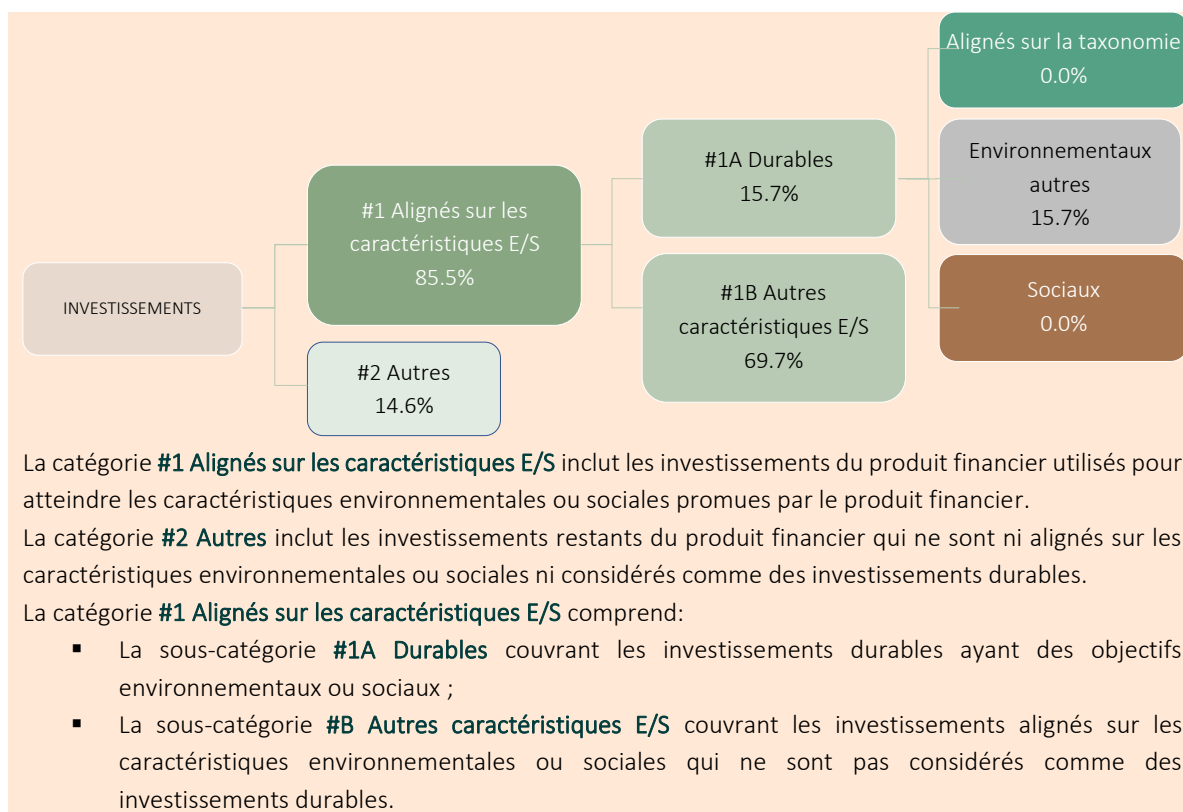 INVESTISSEMENTS
#1 Alignés sur les
caractéristiques E/S
85.5%
#2 Autres
14.6%
#1A Durables
15.7%
#1B Autres
caractéristiques E/S
69.7%
Alignés sur la taxonomie
0.0%
Environnementaux
autres
15.7%
Sociaux
0.0%
La catégorie #1 Alignés sur les caractéristiques E/S inclut les investissements du produit financier utilisés pour
atteindre les caractéristiques environnementales ou sociales promues par le produit financier.
La catégorie #2 Autres inclut les investissements restants du produit financier qui ne sont ni alignés sur les
caractéristiques environnementales ou sociales ni considérés comme des investissements durables.
La catégorie #1 Alignés sur les caractéristiques E/S comprend:
▪ La sous-catégorie #1A Durables couvrant les investissements durables ayant des objectifs
environnementaux ou sociaux ;
▪ La sous-catégorie #B Autres caractéristiques E/S couvrant les investissements alignés sur les
caractéristiques environnementales ou sociales qui ne sont pas considérés comme des
investissements durables.